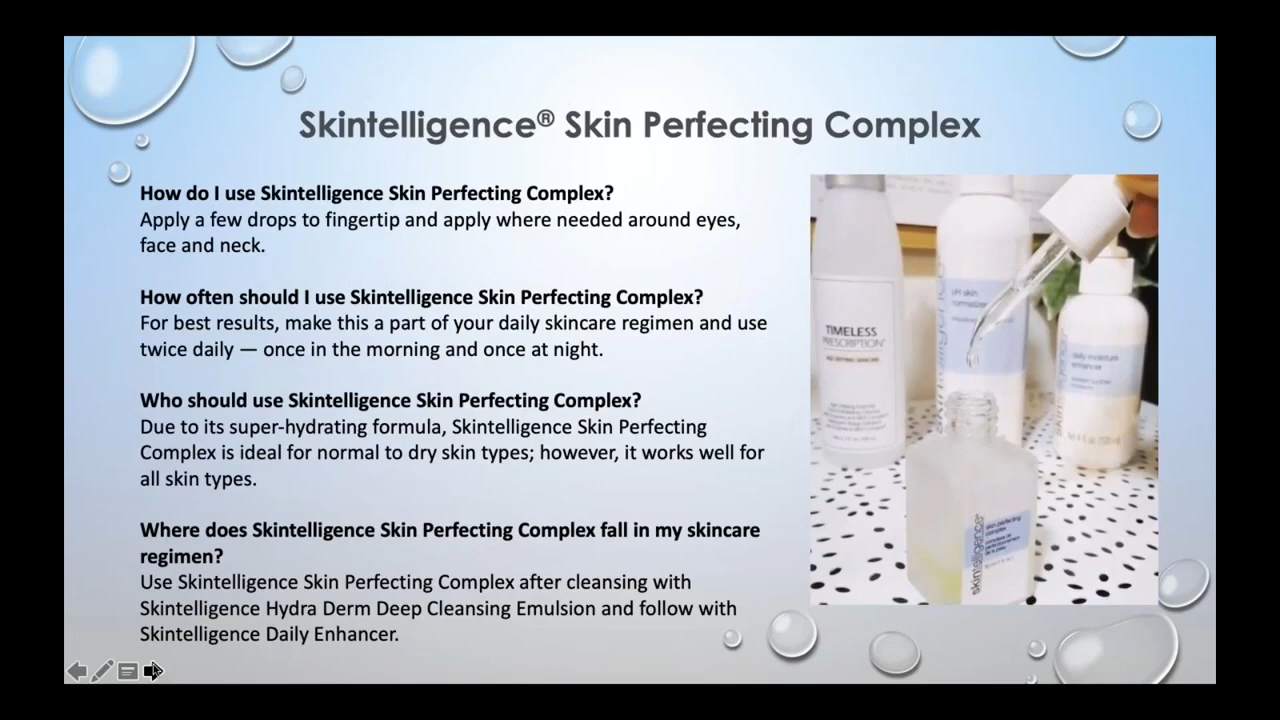 Skintelligence® Skin Perfecting Complex
How do I use Skintelligence Skin Perfecting Complex?
Apply a few drops to fingertip and apply where needed around eyes,
face and neck.
How often should I use Skintelligence Skin Perfecting Complex?
For best results, make this a part of your daily skincare regimen and use
twice daily — once in the morning and once at night.
Who should use Skintelligence Skin Perfecting Complex?
Due to its super-hydrating formula, Skintelligence Skin Perfecting
Complex is ideal for normal to dry skin types; however, it works well for
all skin types.
Where does Skintelligence Skin Perfecting Complex fall in my skincare
regimen?
Use Skintelligence Skin Perfecting Complex after cleansing with
Skintelligence Hydra Derm Deep Cleansing Emulsion and follow with
Skintelligence Daily Enhancer.
TIMELESS
PRESCRIPTION®
pH skin
normalizer
daily moisture
enhancer
skintelligence®
skin perfecting
complex